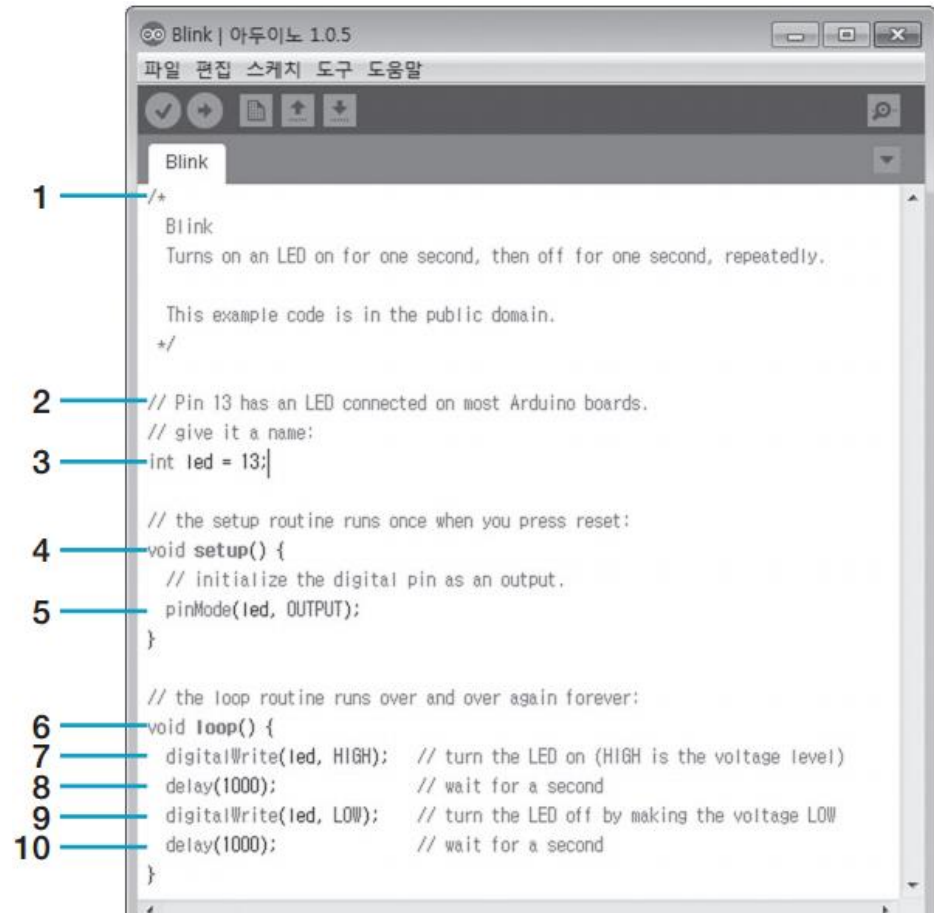 Blink | 아두이노 1.0.5
파일 편집 스케치 도구 도움말
Blink
1 /*
Blink
Turns on an LED on for one second, then off for one second, repeatedly.
This example code is in the public domain.
*/
2 // Pin 13 has an LED connected on most Arduino boards.
// give it a name:
3 int led = 13;
// the setup routine runs once when you press reset:
4 void setup() {
// initialize the digital pin as an output.
5 pinMode(led, OUTPUT);
}
// the loop routine runs over and over again forever:
6 void loop() {
7 digitalWrite(led, HIGH); // turn the LED on (HIGH is the voltage level)
8 delay(1000); // wait for a second
9 digitalWrite(led, LOW); // turn the LED off by making the voltage LOW
10 delay(1000); // wait for a second
}